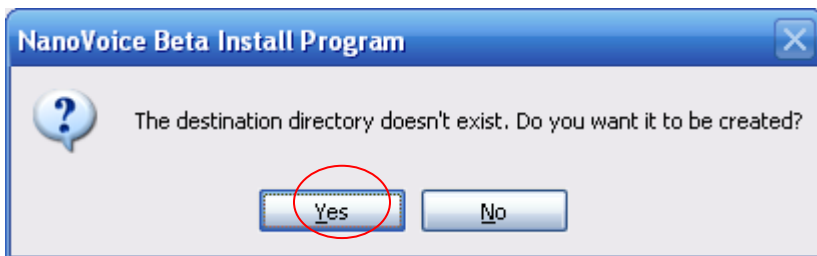 NanoVoice Beta Install Program
The destination directory doesn't exist. Do you want it to be created?
Yes No